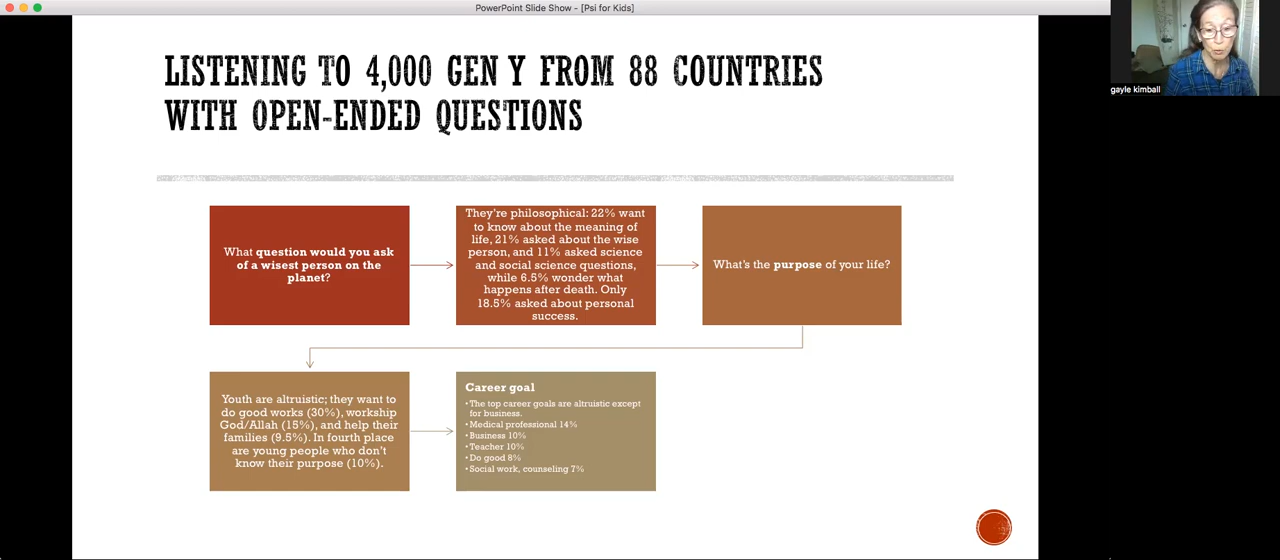 PowerPoint Slide Show - [Psi for Kids]
gayle kimball
LISTENING TO 4,000 GEN Y FROM 88 COUNTRIES
WITH OPEN-ENDED QUESTIONS
What question would you ask
of a wisest person on the
planet?
They're philosophical: 22% want
to know about the meaning of
life, 21% asked about the wise
person, and 11% asked science
and social science questions,
while 6.5% wonder what
happens after death. Only
18.5% asked about personal
success.
What's the purpose of your life?
Youth are altruistic; they want to
do good works (30%), workship
God/Allah (15%), and help their
families (9.5%). In fourth place
are young people who don't
know their purpose (10%).
Career goal
• The top career goals are altruistic except
for business.
• Medical professional 14%
• Business 10%
• Teacher 10%
• Do good 8%
• Social work, counseling 7%